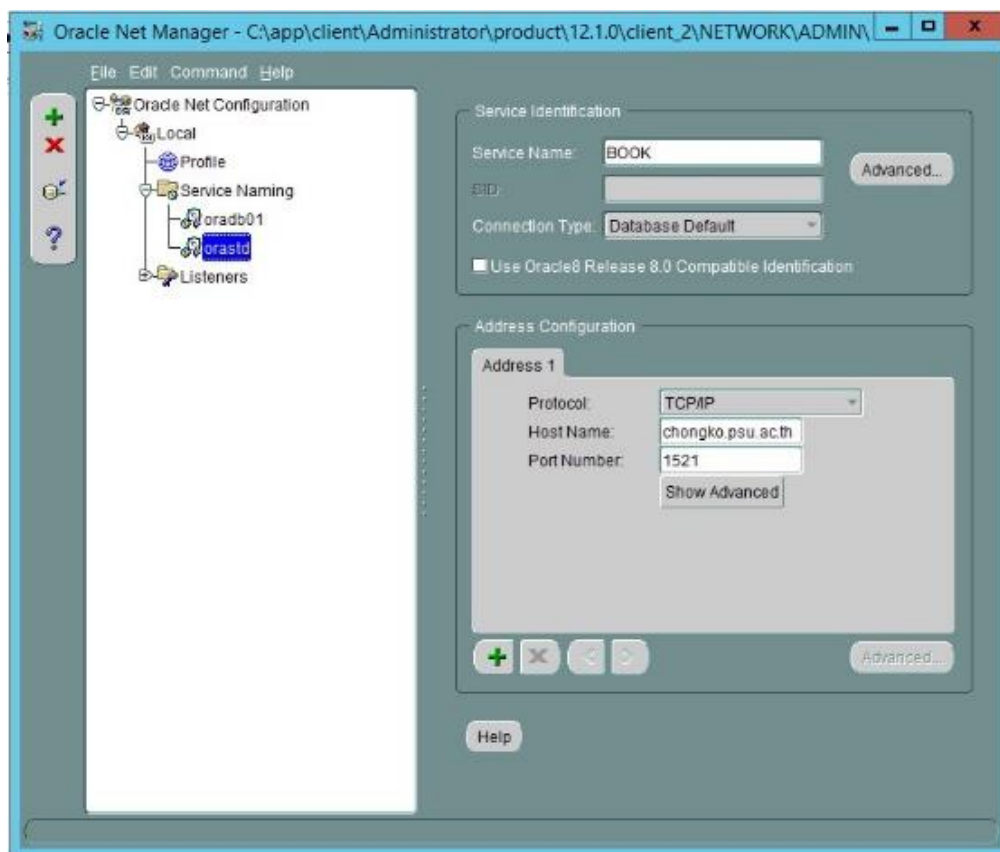 Oracle Net Manager - C:\app\client\Administrator\product\12.1.0\client_2\NETWORK\ADMIN\
File Edit Command Help
Oracle Net Configuration
Local
Profile
Service Naming
oradb01
orastd
Listeners
Service Identification
Service Name: BOOK
Advanced...
SID:
Connection Type: Database Default
Use Oracle8 Release 8.0 Compatible Identification
Address Configuration
Address 1
Protocol: TCP/IP
Host Name: chongko.psu.ac.th
Port Number: 1521
Show Advanced
Advanced...
Help